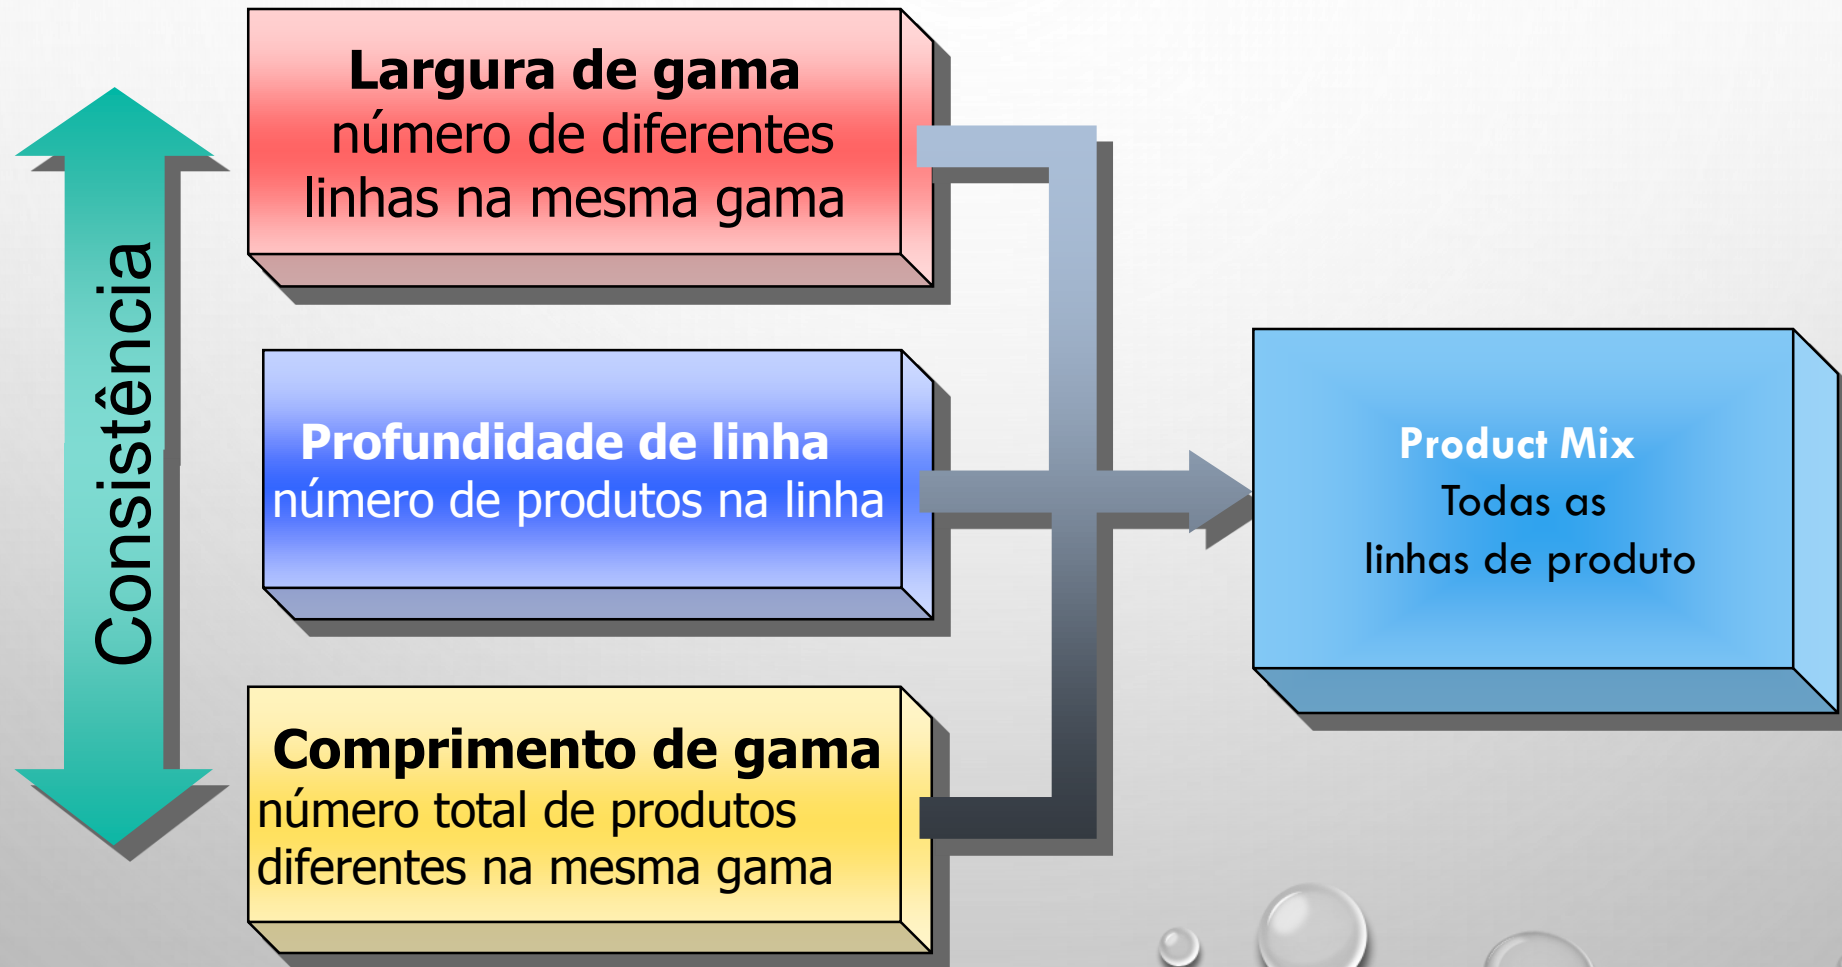 Consistência
Largura de gama
número de diferentes
linhas na mesma gama
Profundidade de linha
número de produtos na linha
Comprimento de gama
número total de produtos
diferentes na mesma gama
Product Mix
Todas as
linhas de produto